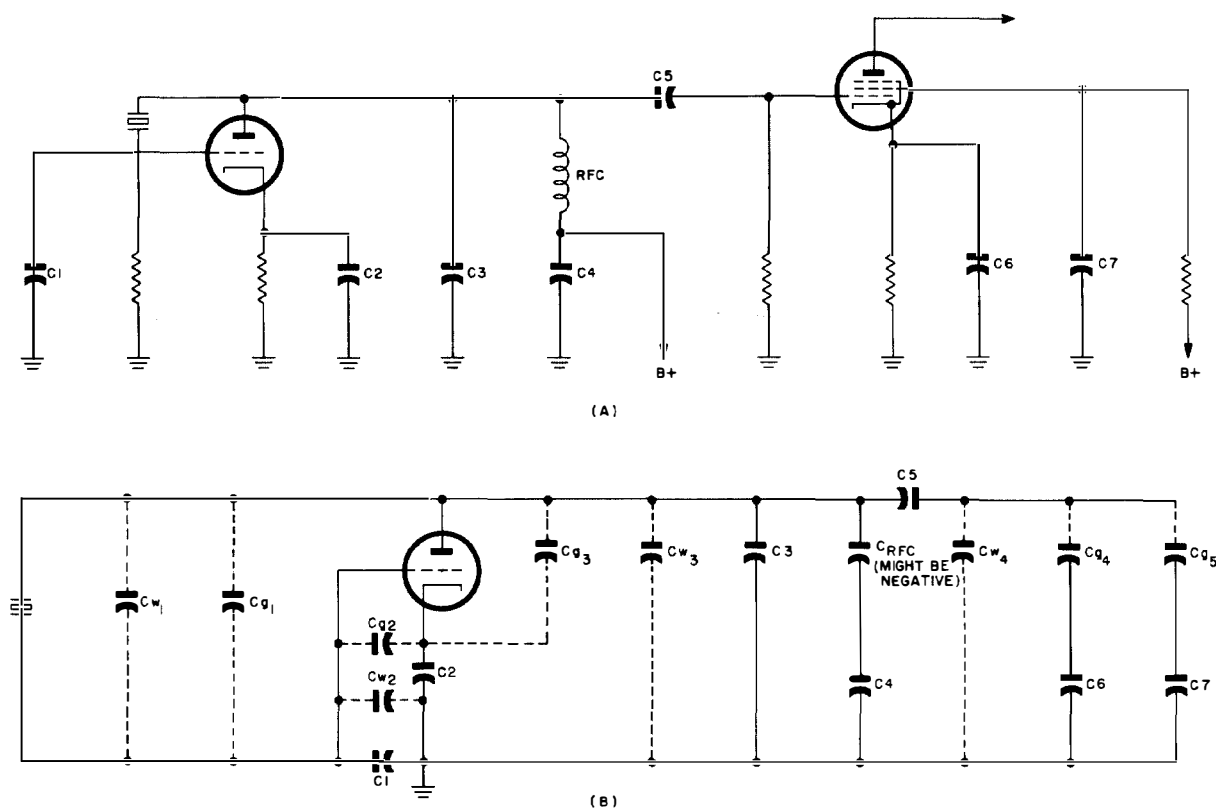 C5
RFC
C1
C2
C3
C4
C6
C7
B+
B+
(A)
C5
Cw1
Cg1
Cg2
Cw2
C2
C1
Cg3
Cw3
C3
CRFC
(MIGHT BE
NEGATIVE)
C4
Cw4
Cg4
C6
Cg5
C7
(B)